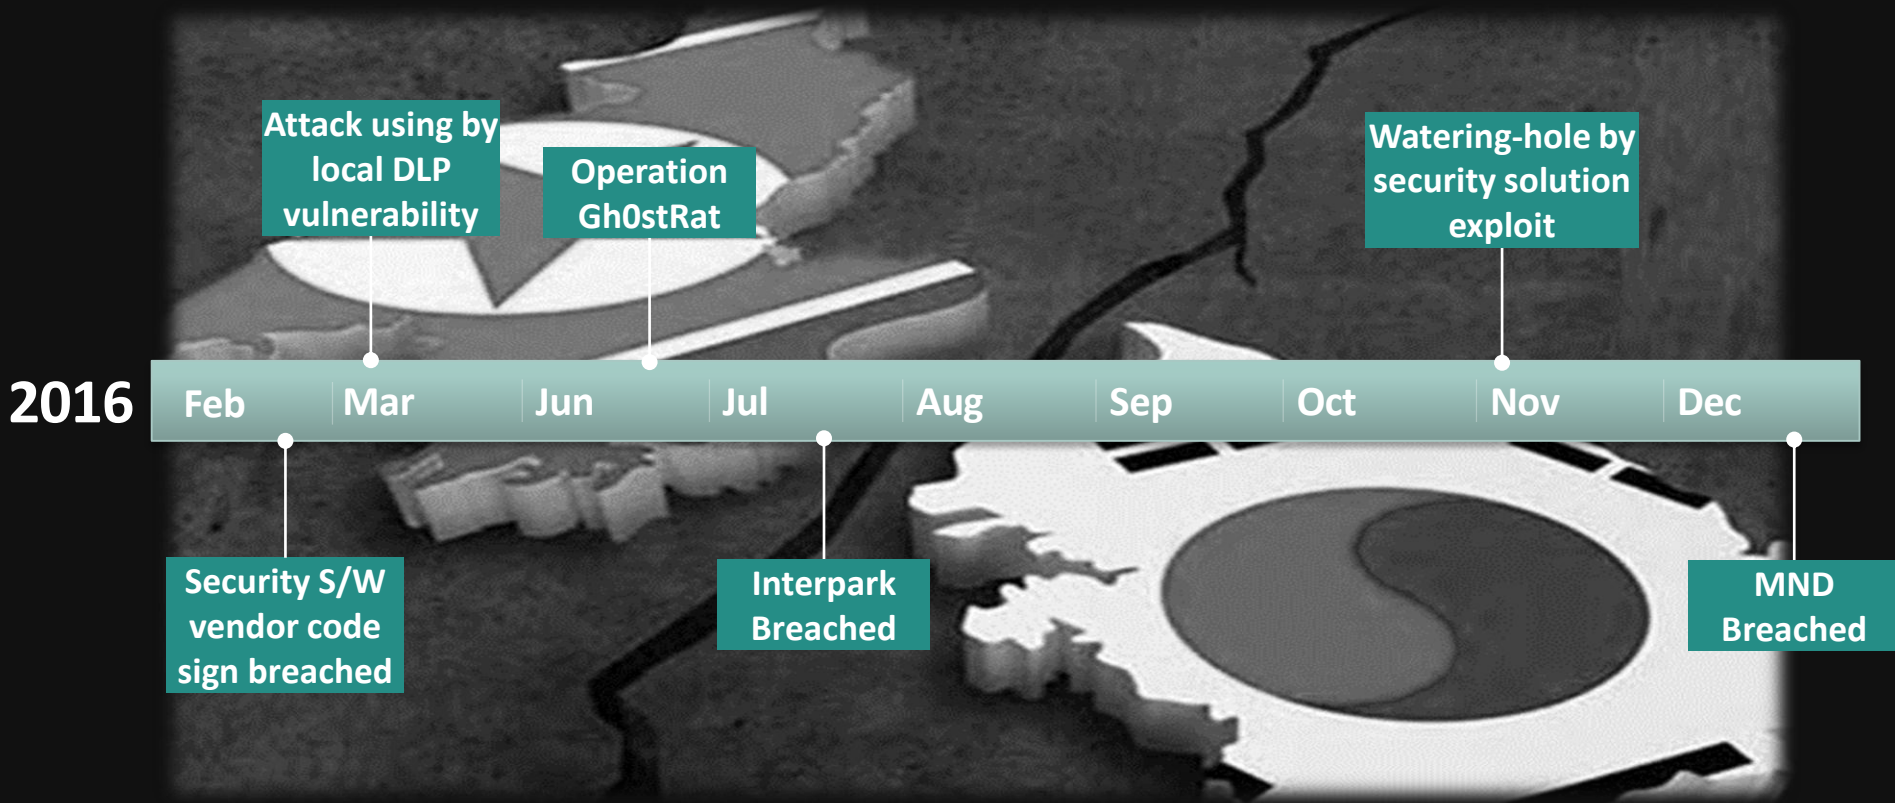 Attack using by
local DLP
vulnerability
Operation
Gh0stRat
Watering-hole by
security solution
exploit
2016
Feb
Mar
Jun
Jul
Aug
Sep
Oct
Nov
Dec
Security S/W
vendor code
sign breached
Interpark
Breached
MND
Breached